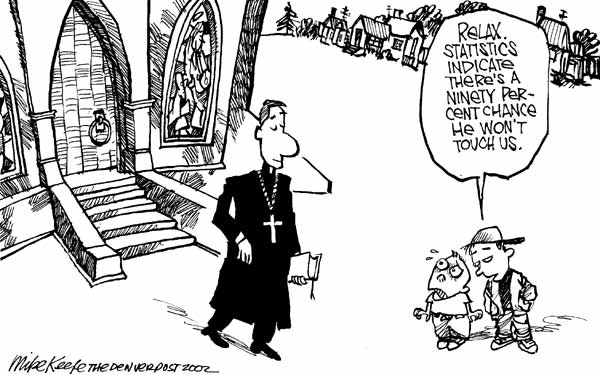 RELAX.
STATISTICS
INDICATE
THERE'S A
NINETY PER-
CENT CHANCE
HE WON'T
TOUCH US.
MIKE KEEFE THE DENVER POST 2002